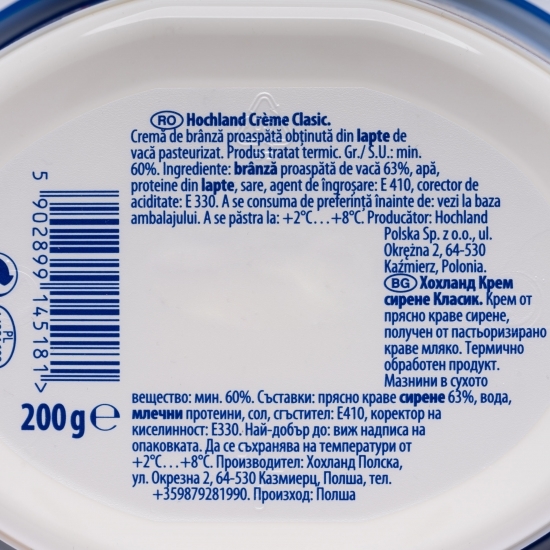 RO Hochland Crème Clasic.
Cremă de brânză proaspătă obținută din lapte de
vacă pasteurizat. Produs tratat termic. Gr./ S.U.: min.
60%. Ingrediente: brânză proaspătă de vacă 63%, apă,
proteine din lapte, sare, agent de îngroșare: E 410, corector de
aciditate: E 330. A se consuma de preferință înainte de: vezi la baza
ambalajului. A se păstra la: +2°C…+8°C. Producător: Hochland
Polska Sp. z o.o., ul.
Okrężna 2, 64-530
Kaźmierz, Polonia.
BG Хохланд Крем
сирене Класик. Крем от
прясно краве сирене,
получен от пастьоризирано
краве мляко. Термично
обработен продукт.
Мазнини в сухото
вещество: мин. 60%. Съставки: прясно краве сирене 63%, вода,
млечни протеини, сол, сгъстител: E410, коректор на
киселинност: E330. Най-добър до: виж надписа на
опаковката. Да се съхранява на температури от
+2°C…+8°C. Производител: Хохланд Полска,
ул. Окрезна 2, 64-530 Казмиерц, Полша, тел.
+359879281990. Произход: Полша
5 902899 145181>
200 g e
PL